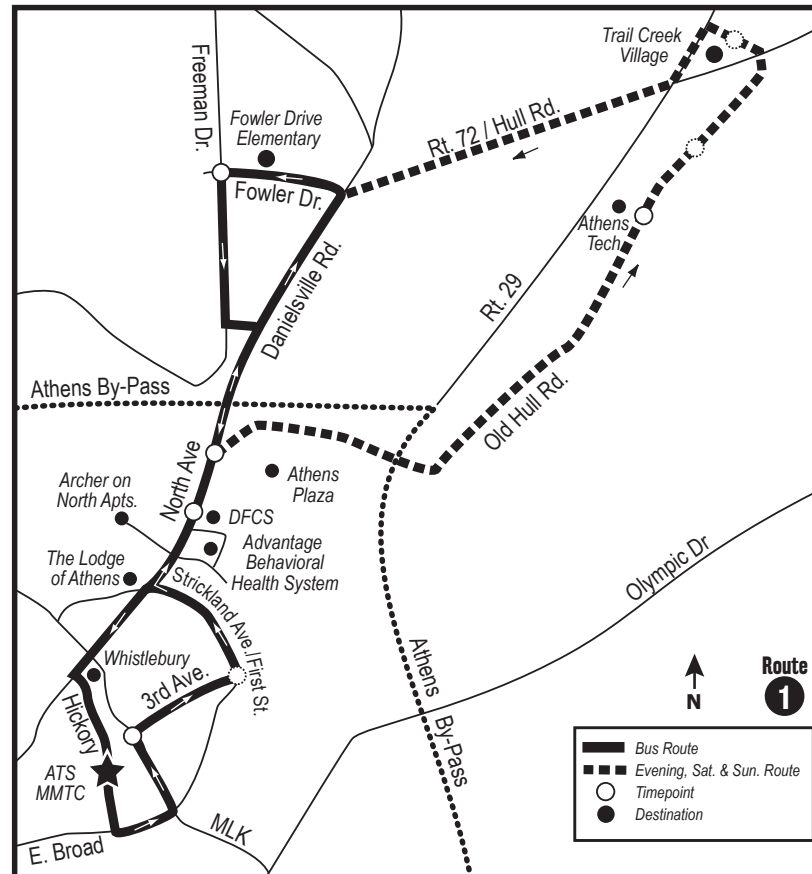 Trail Creek
Village
Freeman Dr.
Fowler Drive
Elementary
Rt. 72 / Hull Rd.
Fowler Dr.
Athens
Tech
Danielsville Rd.
Rt. 29
Athens By-Pass
Old Hull Rd.
North Ave
Archer on
North Apts.
Athens
Plaza
DFCS
Advantage
Behavioral
Health System
The Lodge
of Athens
Strickland Ave./First St.
Olympic Dr
Whistlebury
3rd Ave.
Athens
By-Pass
Hickory
ATS
MMTC
E. Broad
MLK
N
Route
1
Bus Route
Evening, Sat. & Sun. Route
Timepoint
Destination